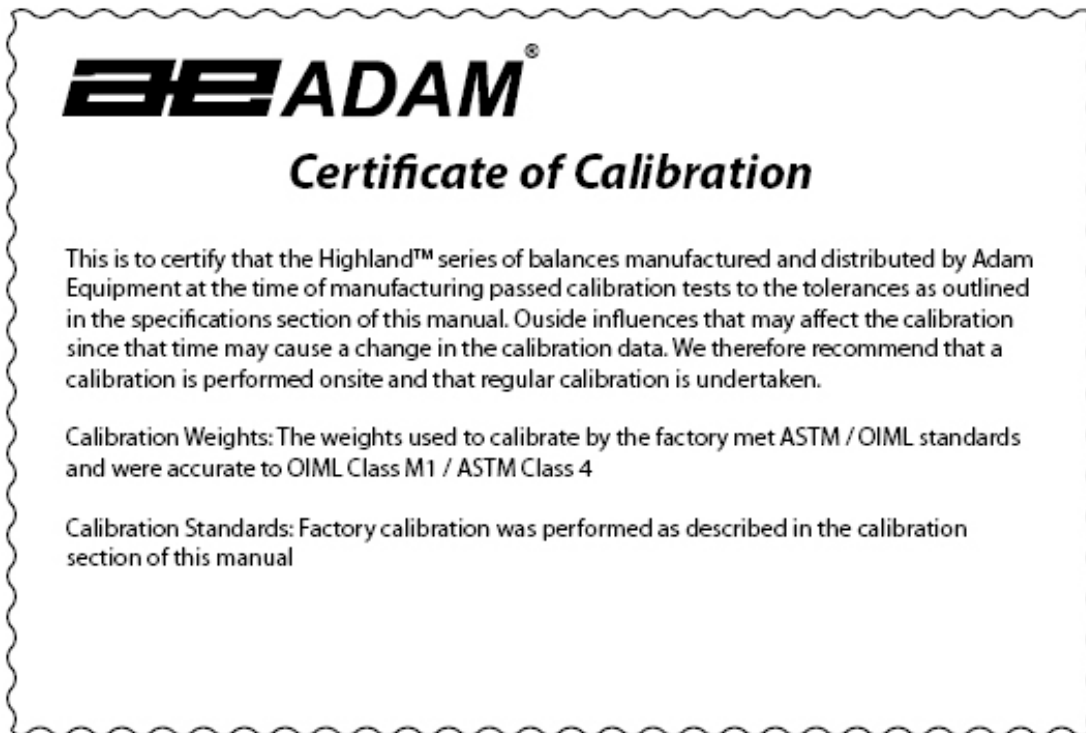 ae ADAM®
Certificate of Calibration
This is to certify that the Highland™ series of balances manufactured and distributed by Adam
Equipment at the time of manufacturing passed calibration tests to the tolerances as outlined
in the specifications section of this manual. Ouside influences that may affect the calibration
since that time may cause a change in the calibration data. We therefore recommend that a
calibration is performed onsite and that regular calibration is undertaken.
Calibration Weights: The weights used to calibrate by the factory met ASTM / OIML standards
and were accurate to OIML Class M1 / ASTM Class 4
Calibration Standards: Factory calibration was performed as described in the calibration
section of this manual